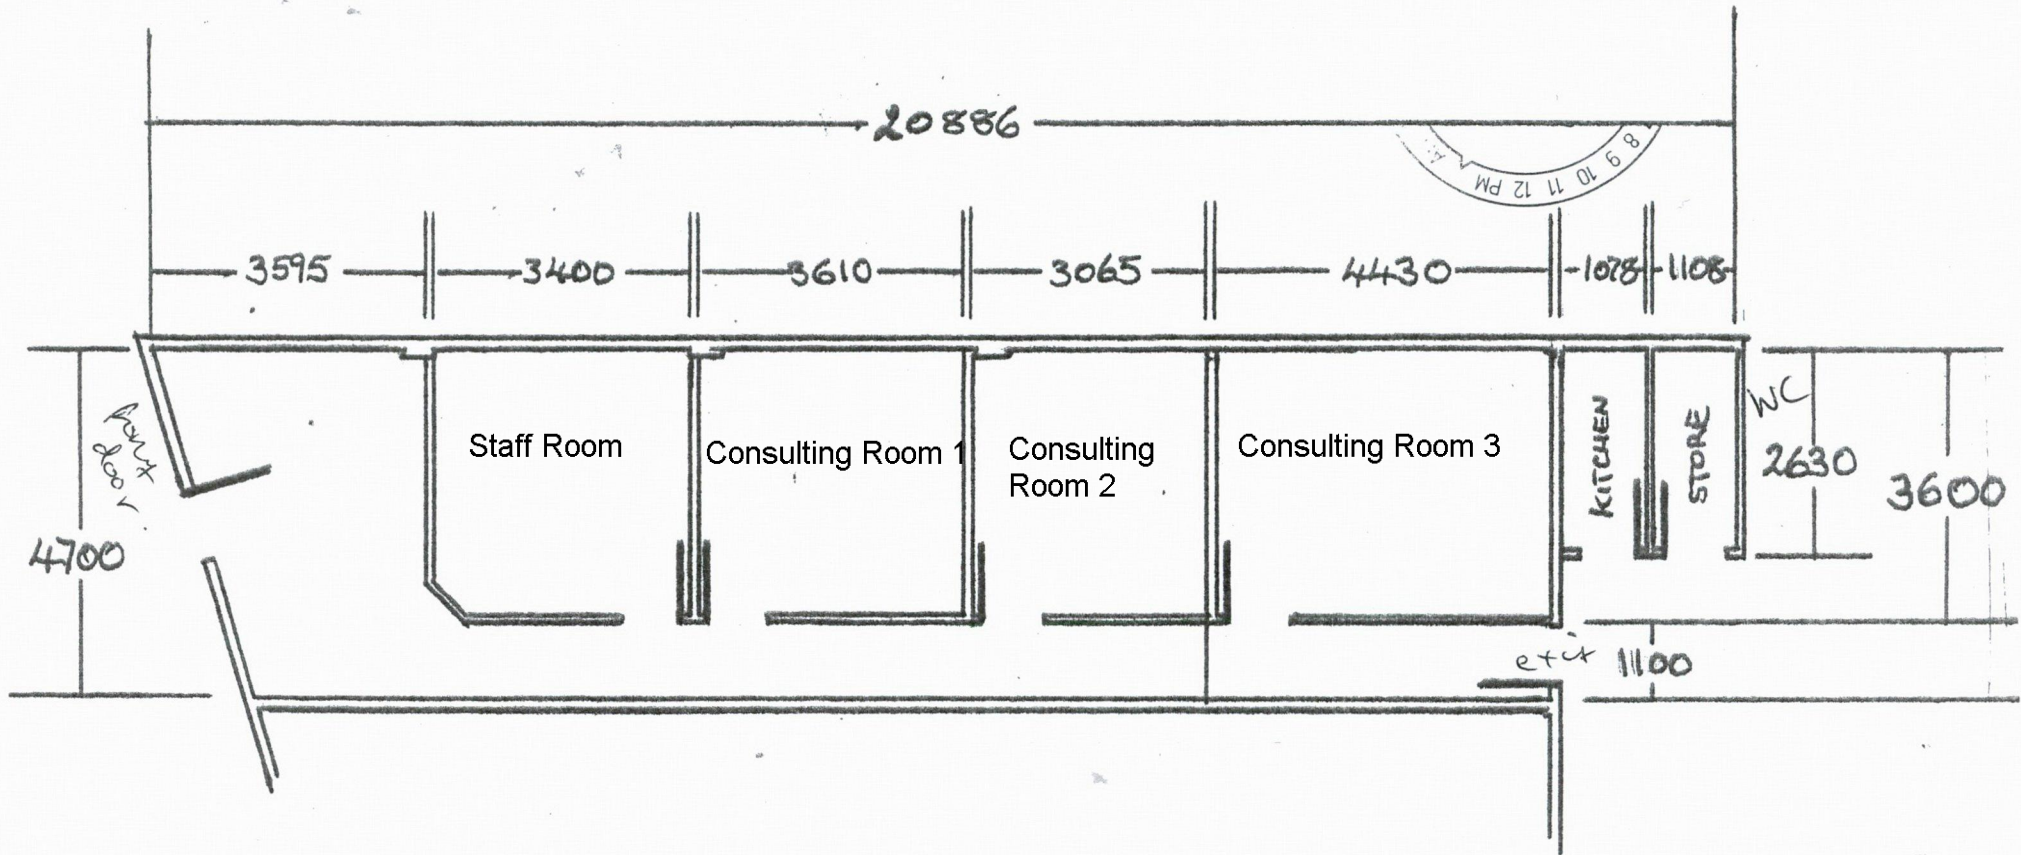 20886
8 9 10 11 12 PM
3595 3400 3610 3065 4430 1078 1108
front door
Staff Room
Consulting Room 1
Consulting
Room 2
Consulting Room 3
KITCHEN
STORE
WC
2630
3600
4700
exit
1100